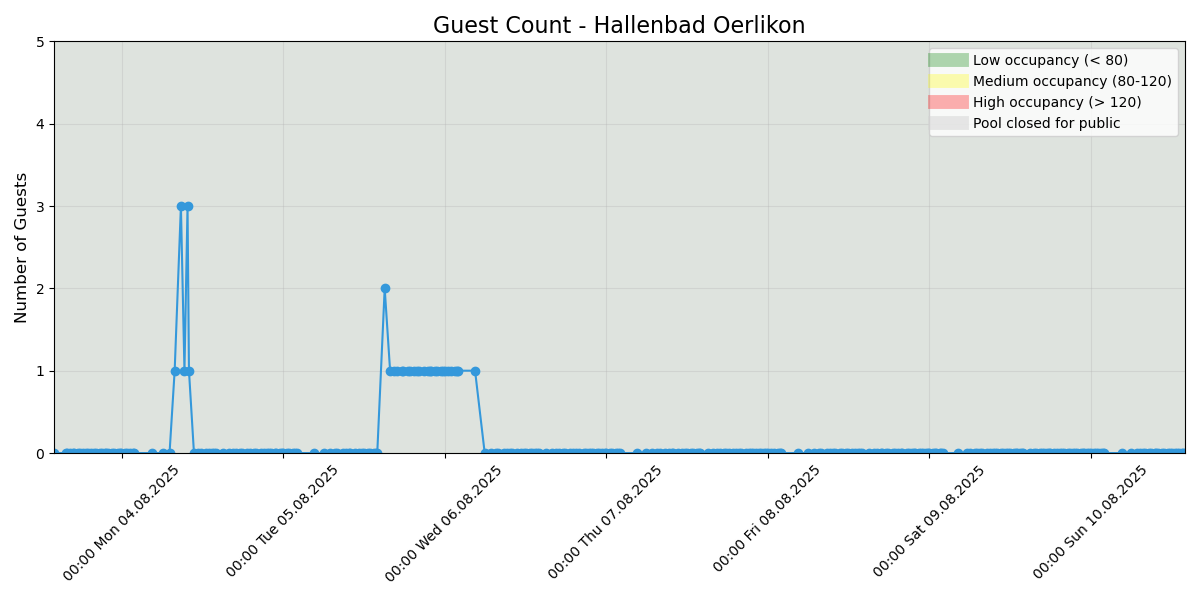 Guest Count - Hallenbad Oerlikon
Number of Guests
5
4
3
2
1
0
Low occupancy (< 80)
Medium occupancy (80-120)
High occupancy (> 120)
Pool closed for public
00:00 Mon 04.08.2025
00:00 Tue 05.08.2025
00:00 Wed 06.08.2025
00:00 Thu 07.08.2025
00:00 Fri 08.08.2025
00:00 Sat 09.08.2025
00:00 Sun 10.08.2025